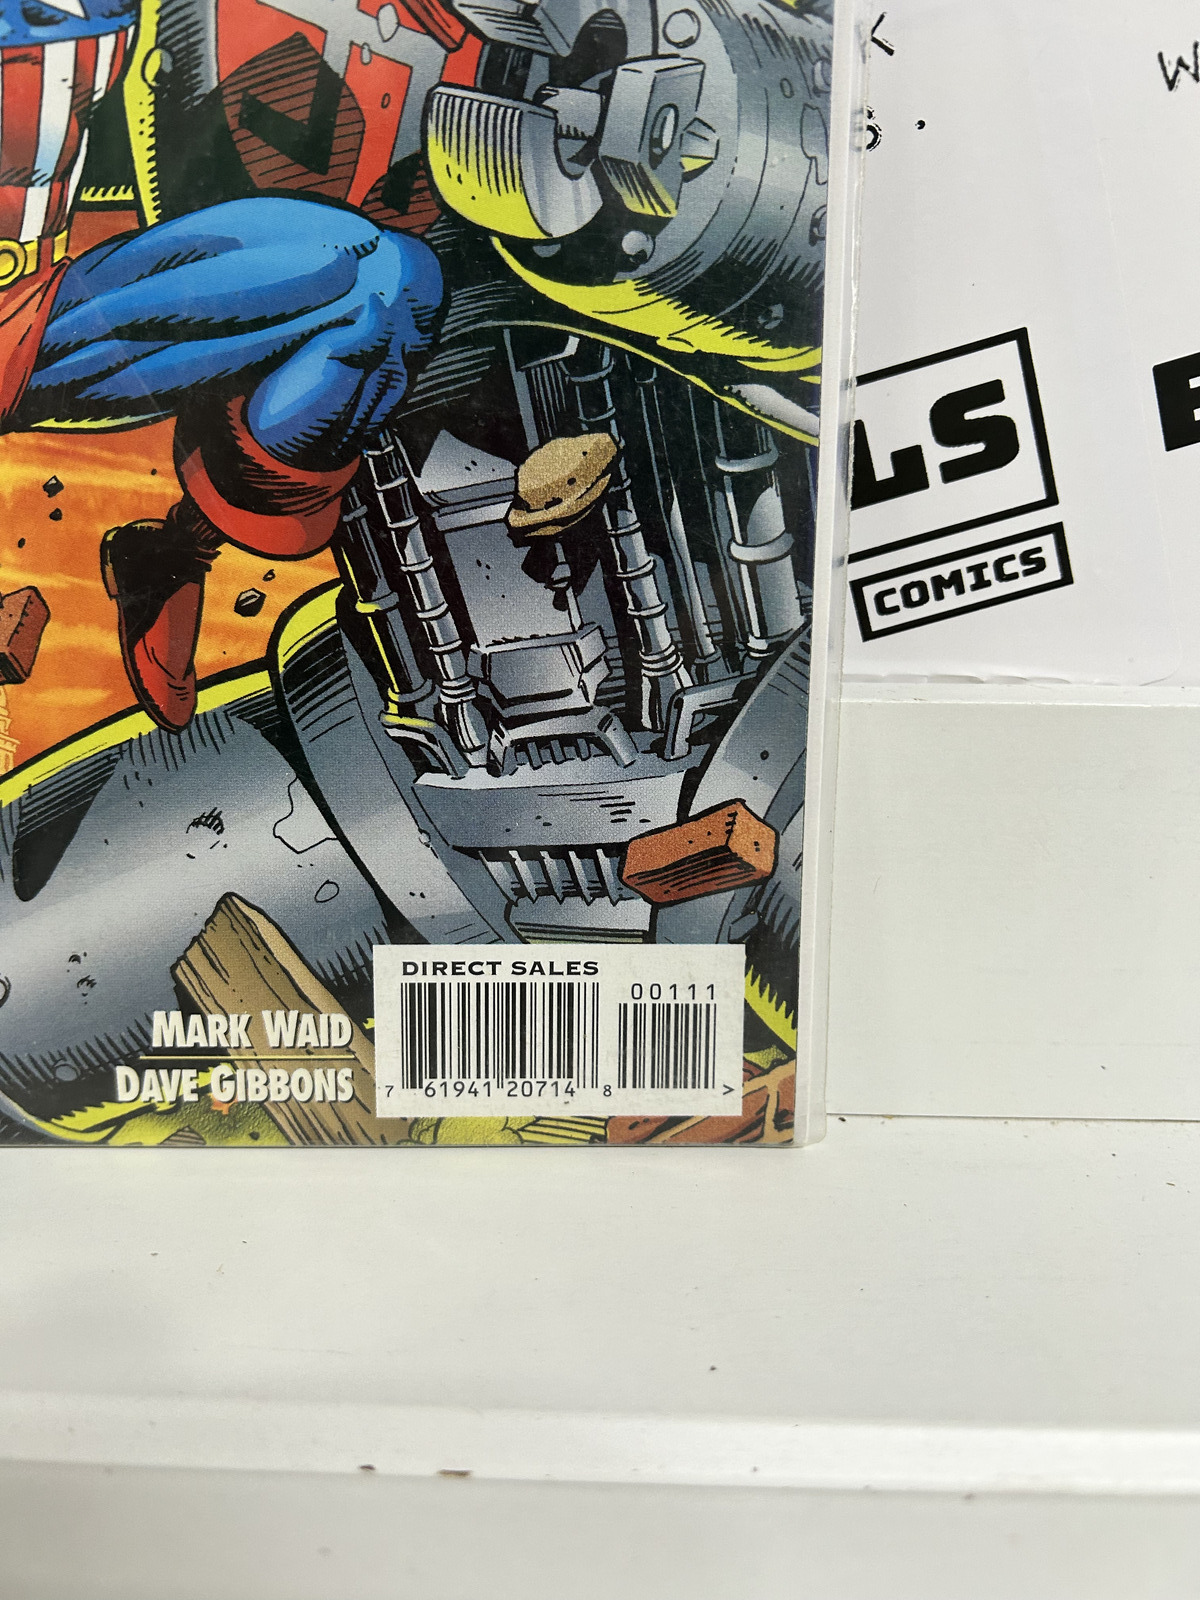 LS
COMICS
DIRECT SALES
00111
MARK WAID
DAVE GIBBONS
7 61941 20714 8 >